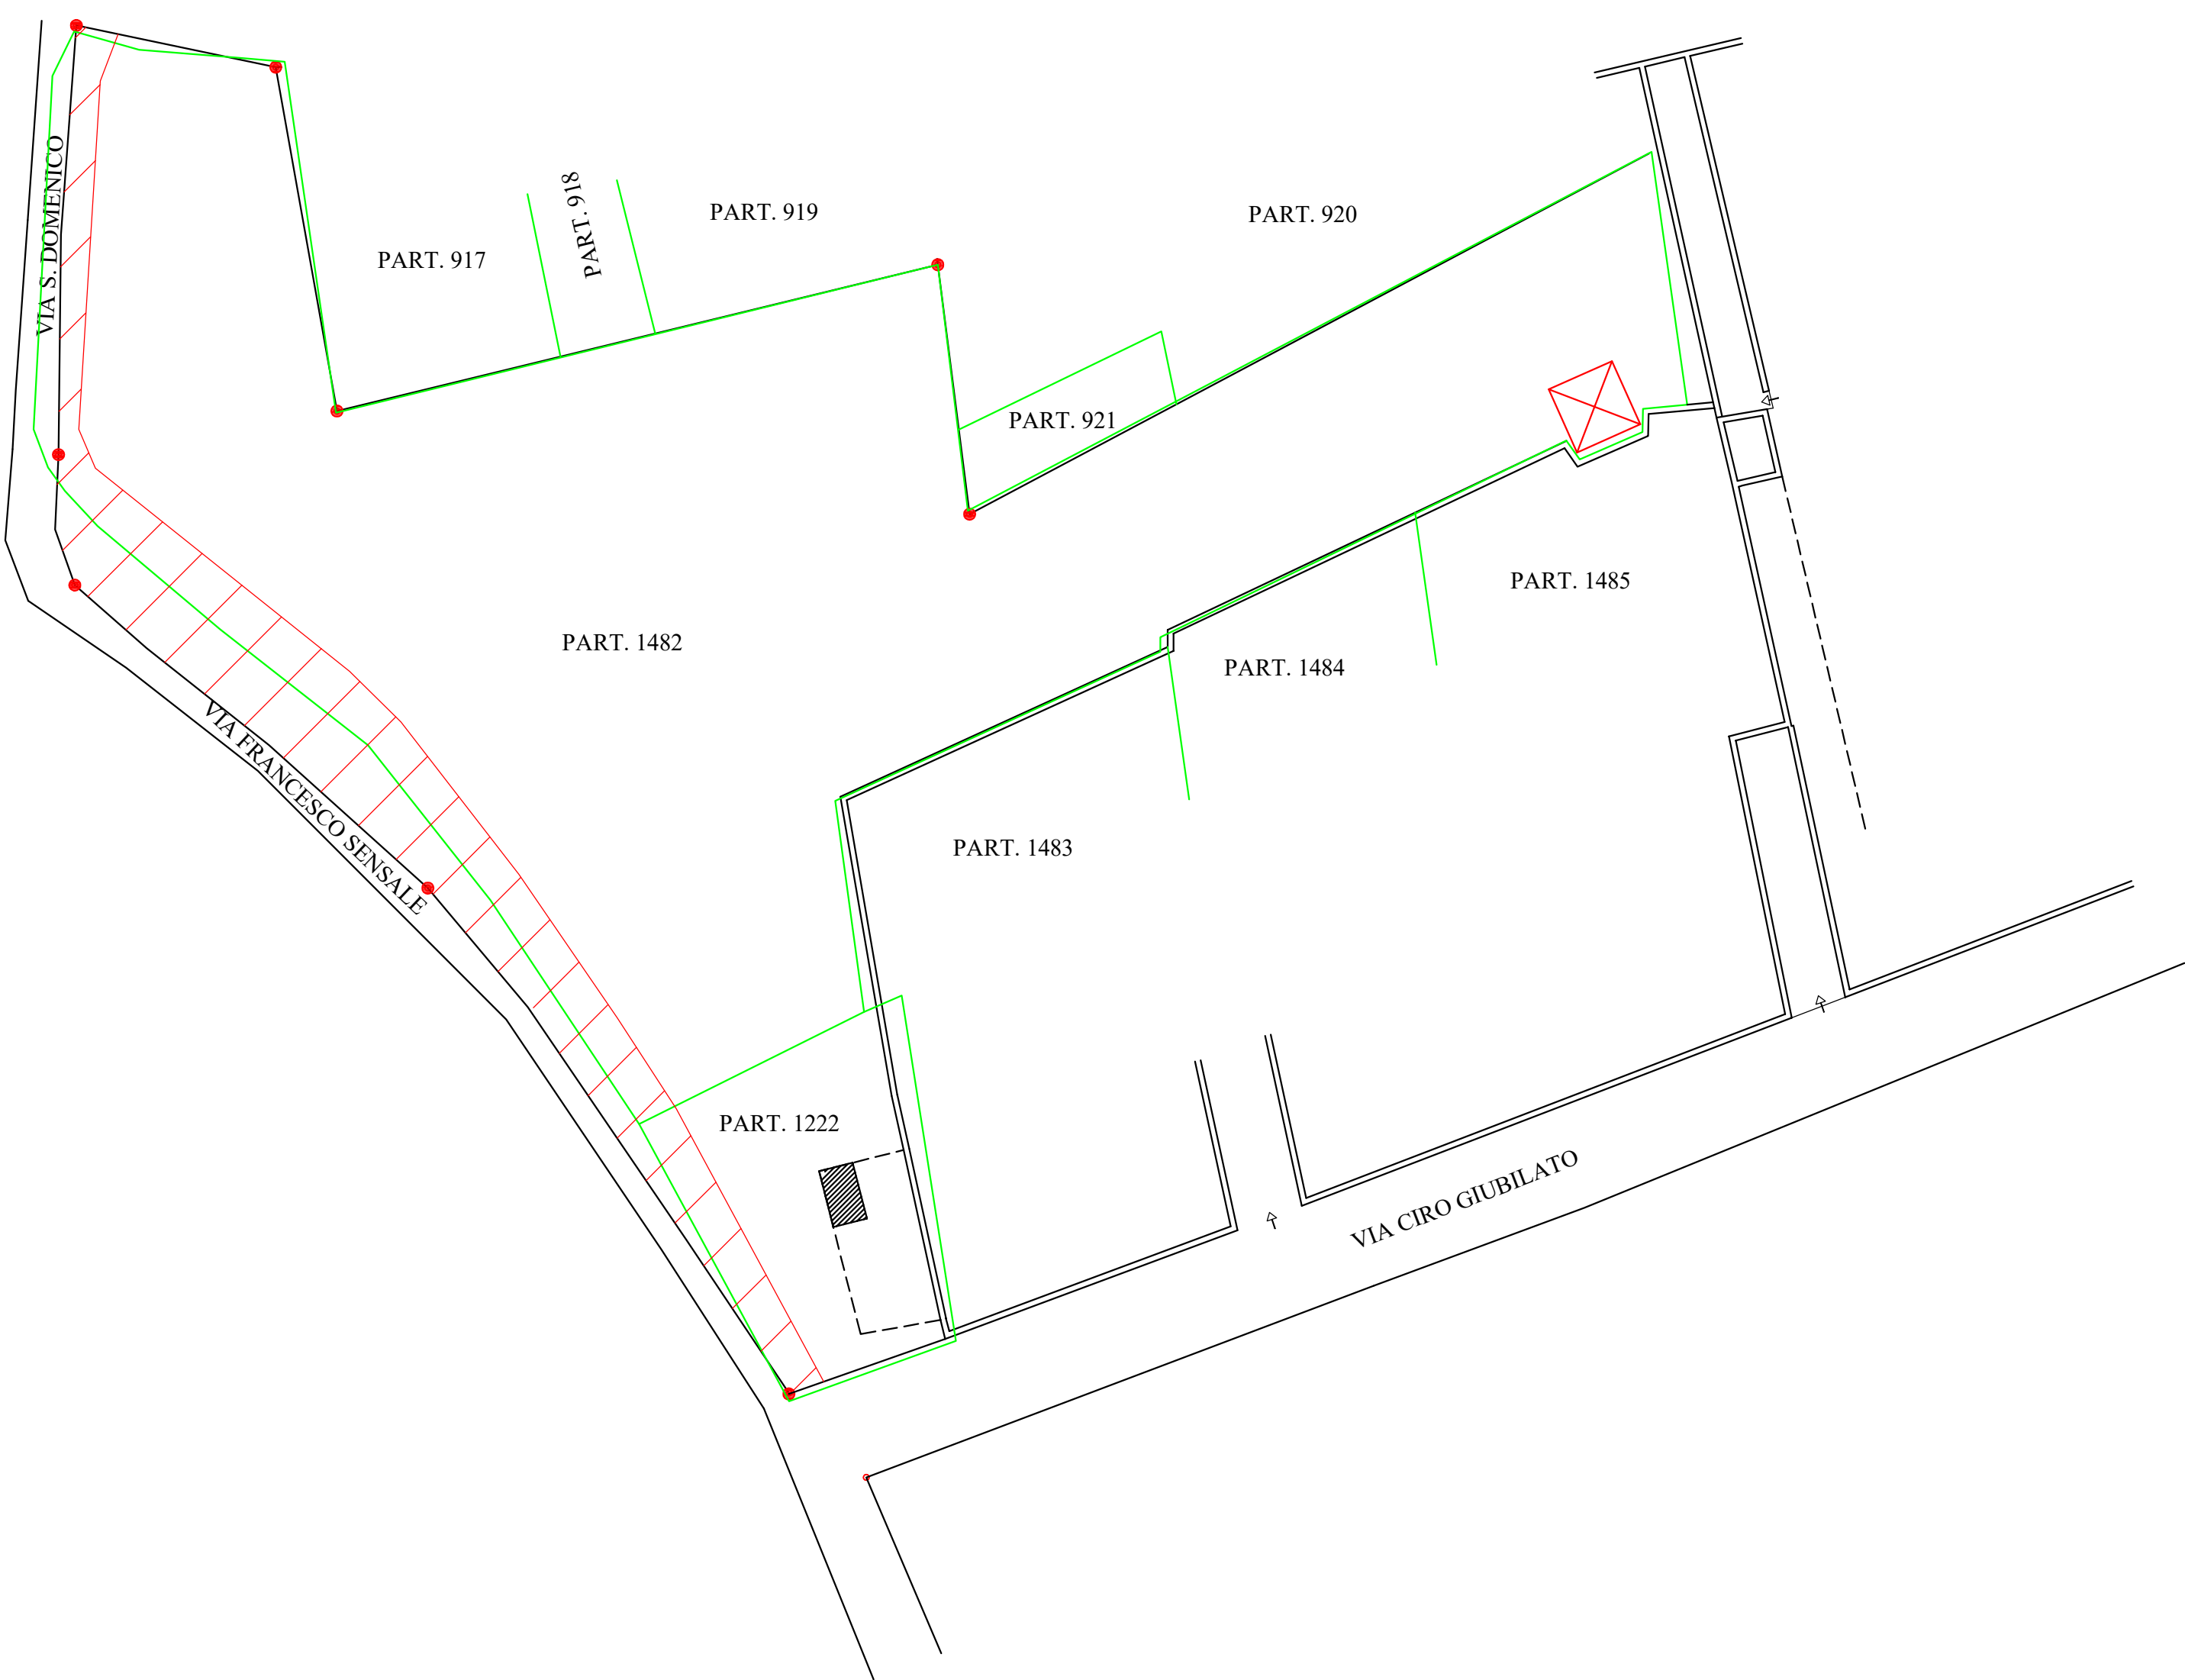 VIA S. DOMENICO
PART. 917
PART. 918
PART. 919
PART. 920
PART. 921
PART. 1482
PART. 1485
PART. 1484
VIA FRANCESCO SENSALE
PART. 1483
PART. 1222
VIA CIRO GIUBILATO